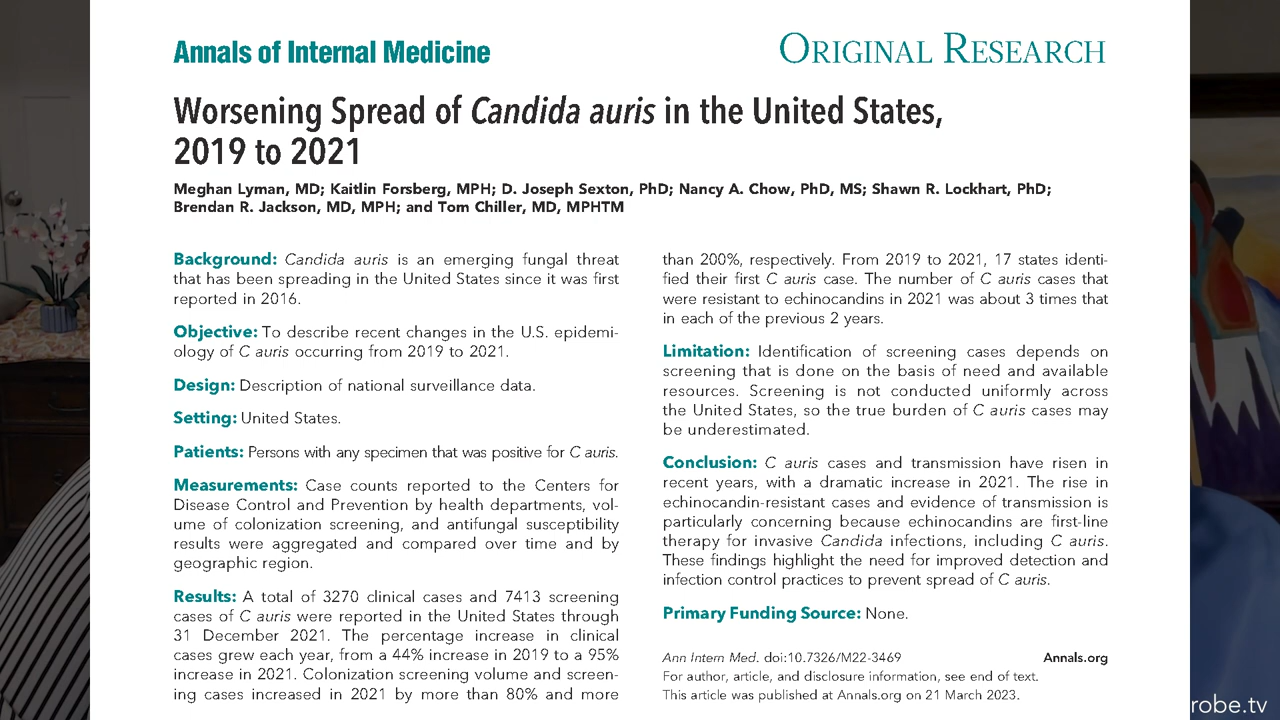 Annals of Internal Medicine
ORIGINAL RESEARCH
Worsening Spread of Candida auris in the United States,
2019 to 2021
Meghan Lyman, MD; Kaitlin Forsberg, MPH; D. Joseph Sexton, PhD; Nancy A. Chow, PhD, MS; Shawn R. Lockhart, PhD;
Brendan R. Jackson, MD, MPH; and Tom Chiller, MD, MPHTM
Background: Candida auris is an emerging fungal threat
that has been spreading in the United States since it was first
reported in 2016.
Objective: To describe recent changes in the U.S. epidemi-
ology of C auris occurring from 2019 to 2021.
Design: Description of national surveillance data.
Setting: United States.
Patients: Persons with any specimen that was positive for C auris.
Measurements: Case counts reported to the Centers for
Disease Control and Prevention by health departments, vol-
ume of colonization screening, and antifungal susceptibility
results were aggregated and compared over time and by
geographic region.
Results: A total of 3270 clinical cases and 7413 screening
cases of C auris were reported in the United States through
31 December 2021. The percentage increase in clinical
cases grew each year, from a 44% increase in 2019 to a 95%
increase in 2021. Colonization screening volume and screen-
ing cases increased in 2021 by more than 80% and more
than 200%, respectively. From 2019 to 2021, 17 states identi-
fied their first C auris case. The number of C auris cases that
were resistant to echinocandins in 2021 was about 3 times that
in each of the previous 2 years.
Limitation: Identification of screening cases depends on
screening that is done on the basis of need and available
resources. Screening is not conducted uniformly across
the United States, so the true burden of C auris cases may
be underestimated.
Conclusion: C auris cases and transmission have risen in
recent years, with a dramatic increase in 2021. The rise in
echinocandin-resistant cases and evidence of transmission is
particularly concerning because echinocandins are first-line
therapy for invasive Candida infections, including C auris.
These findings highlight the need for improved detection and
infection control practices to prevent spread of C auris.
Primary Funding Source: None.
Ann Intern Med. doi:10.7326/M22-3469
Annals.org
For author, article, and disclosure information, see end of text.
This article was published at Annals.org on 21 March 2023.
robe.tv